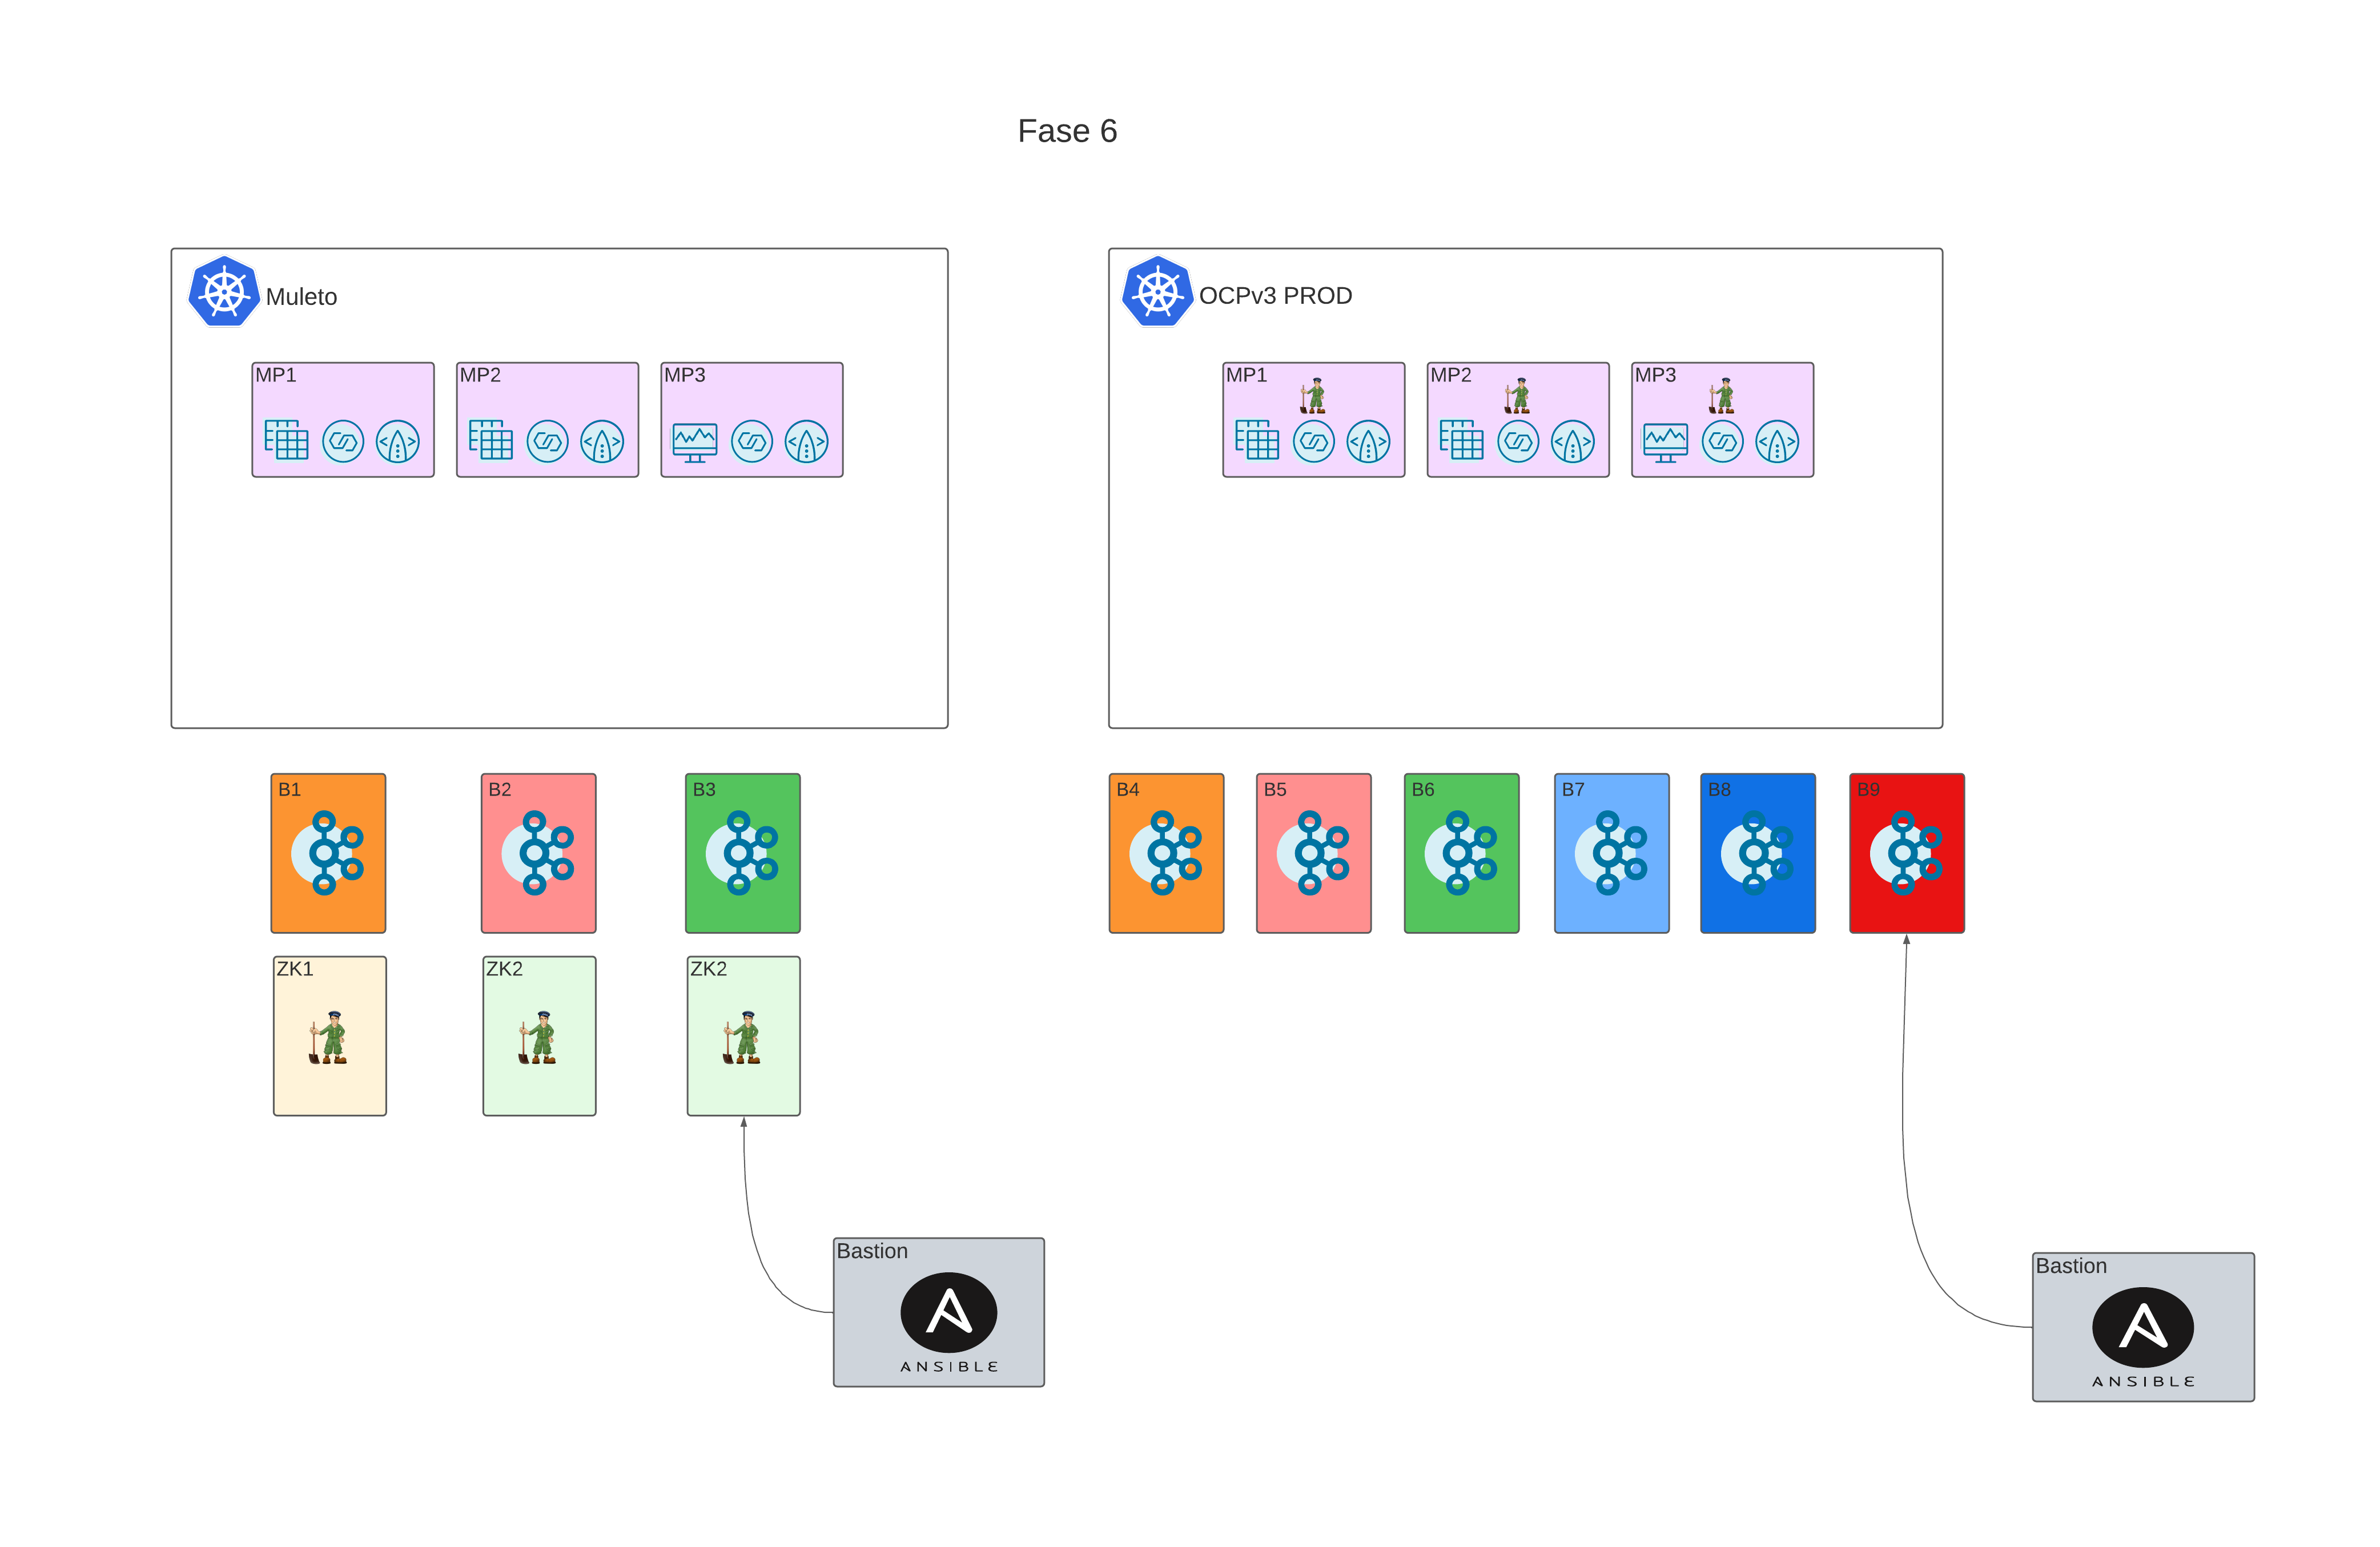 Fase 6
Muleto
MP1
MP2
MP3
OCPv3 PROD
MP1
MP2
MP3
B1
B2
B3
B4
B5
B6
B7
B8
B9
ZK1
ZK2
ZK2
Bastion
ANSIBLE
Bastion
ANSIBLE